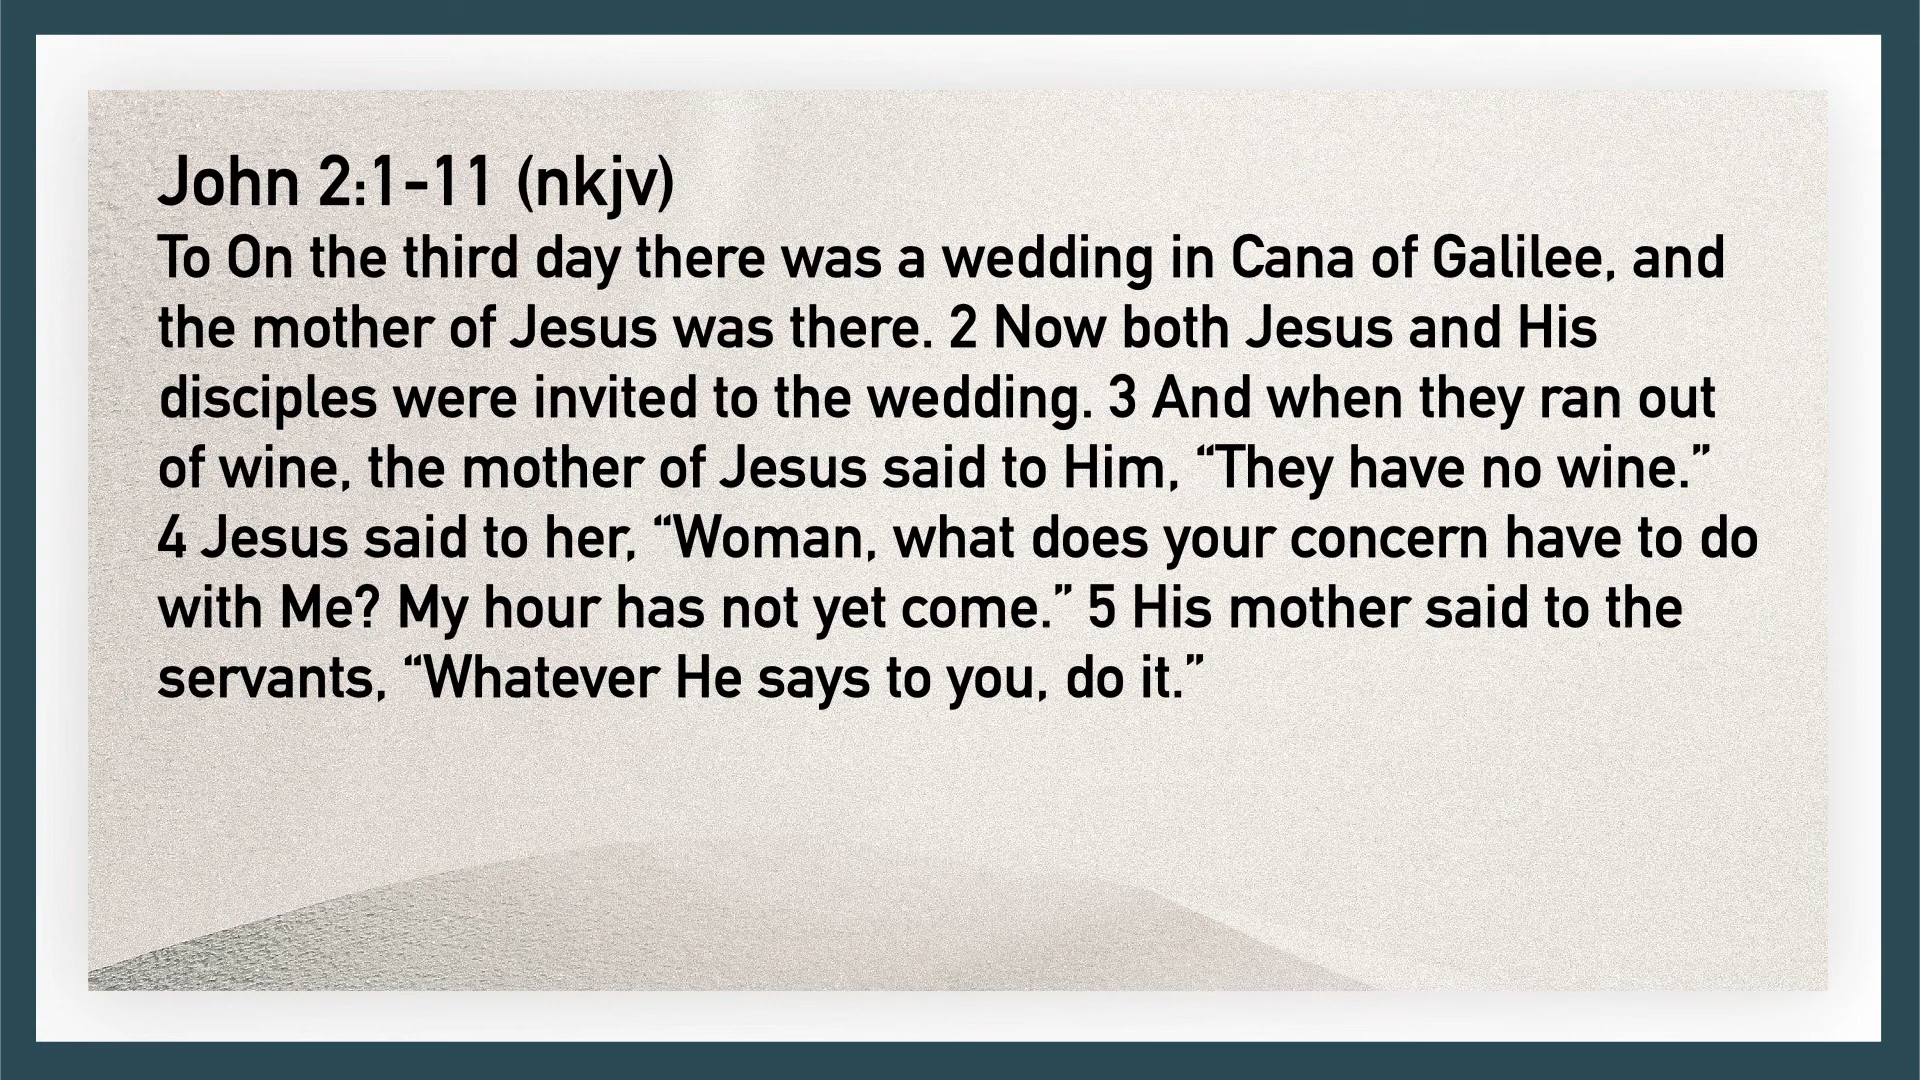 John 2:1-11 (nkjv)
To On the third day there was a wedding in Cana of Galilee, and
the mother of Jesus was there. 2 Now both Jesus and His
disciples were invited to the wedding. 3 And when they ran out
of wine, the mother of Jesus said to Him, “They have no wine.”
4 Jesus said to her, “Woman, what does your concern have to do
with Me? My hour has not yet come.” 5 His mother said to the
servants, “Whatever He says to you, do it.”